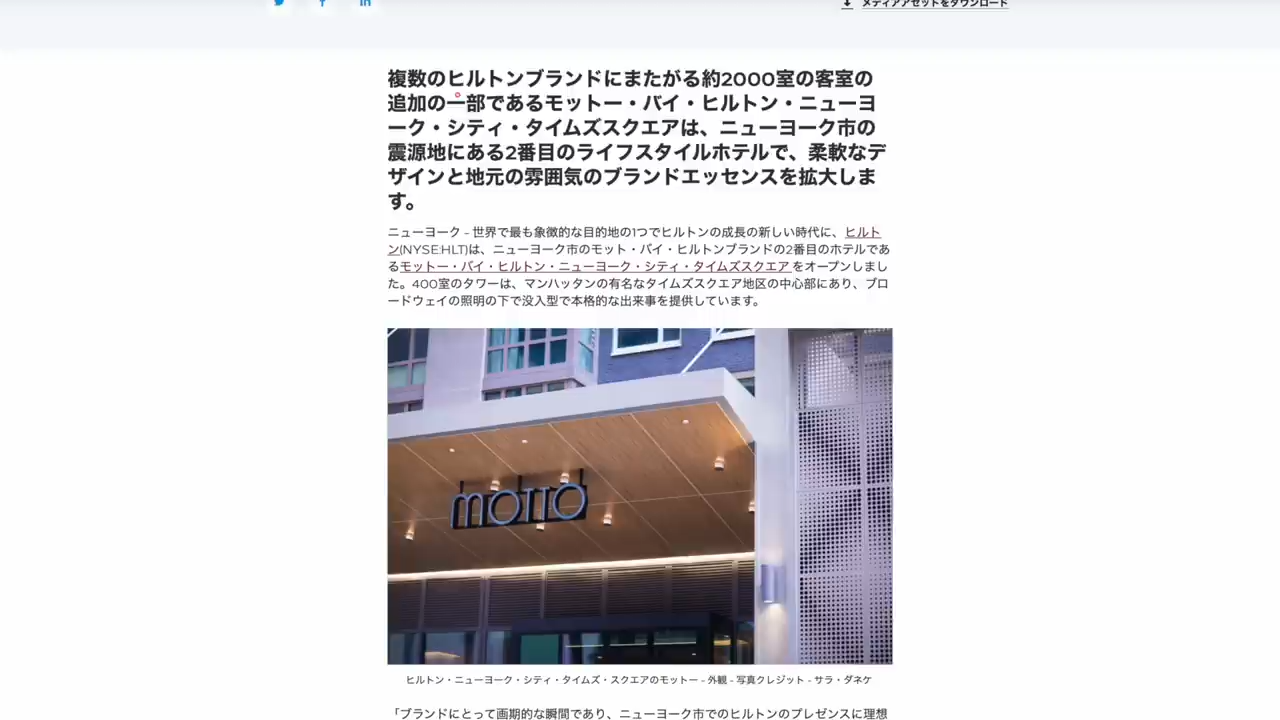 メディアアセットをダウンロード
複数のヒルトンブランドにまたがる約2000室の客室の
追加の一部であるモットー・バイ・ヒルトン・ニューヨ
ーク・シティ・タイムズスクエアは、ニューヨーク市の
震源地にある2番目のライフスタイルホテルで、柔軟なデ
ザインと地元の雰囲気のブランドエッセンスを拡大しま
す。
ニューヨーク - 世界で最も象徴的な目的地の1つでヒルトンの成長の新しい時代に、ヒルト
ン(NYSE:HLT)は、ニューヨーク市のモット・バイ・ヒルトンブランドの2番目のホテルであ
るモットー・バイ・ヒルトン・ニューヨーク・シティ・タイムズスクエア をオープンしまし
た。400室のタワーは、マンハッタンの有名なタイムズスクエア地区の中心部にあり、ブロ
ードウェイの照明の下で没入型で本格的な出来事を提供しています。
MOTTO
ヒルトン・ニューヨーク・シティ・タイムズ・スクエアのモットー - 外観 - 写真クレジット - サラ・ダネケ
「ブランドにとって画期的な瞬間であり、ニューヨーク市でのヒルトンのプレゼンスに理想